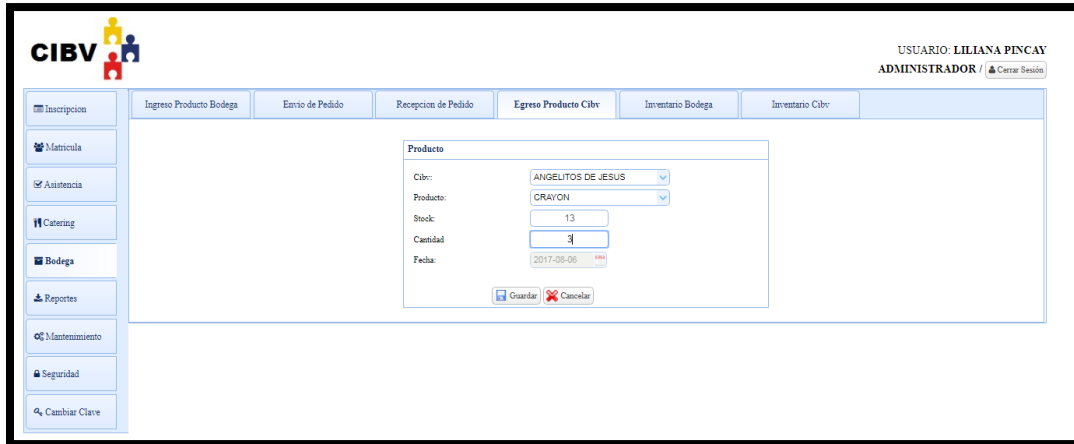 CIBV
USUARIO: LILIANA PINCAY
ADMINISTRADOR / Cerrar Sesión
Inscripcion
Matricula
Asistencia
Catering
Bodega
Reportes
Mantenimiento
Seguridad
Cambiar Clave
Ingreso Producto Bodega Envio de Pedido Recepcion de Pedido Egreso Producto Cibv Inventario Bodega Inventario Cibv
Producto
Cibv: ANGELITOS DE JESUS
Producto: CRAYON
Stock: 13
Cantidad 3
Fecha: 2017-08-06
Guardar Cancelar